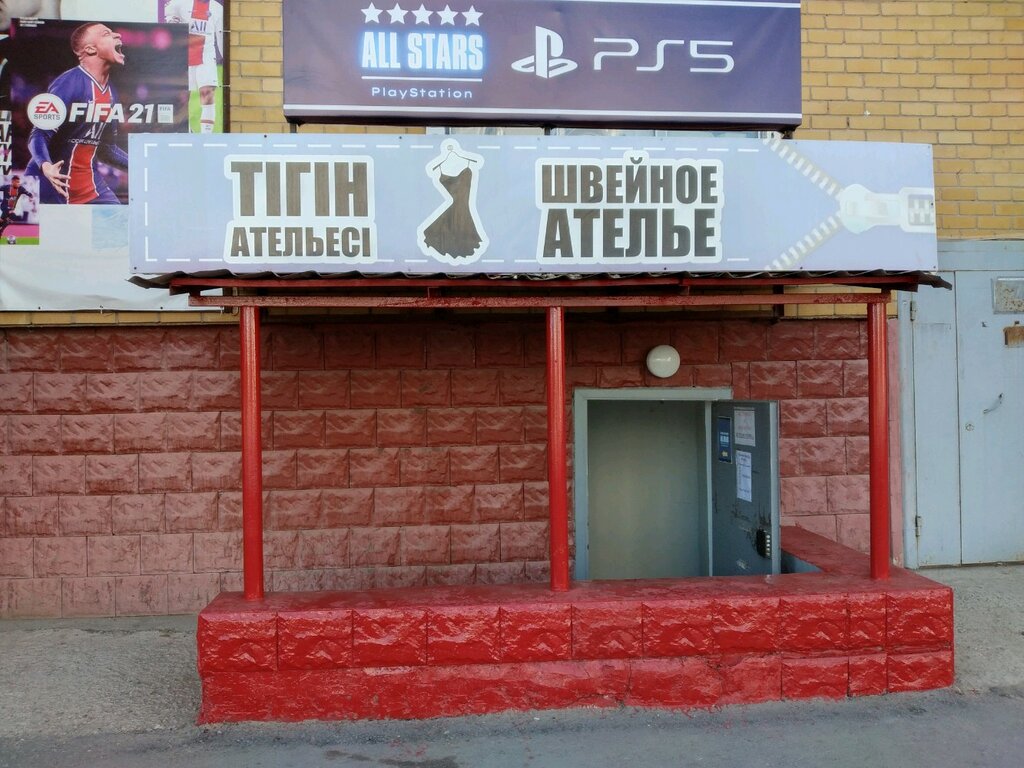 ALL STARS
PlayStation
PS5
EA
SPORTS
FIFA 21
ТІГІН
АТЕЛЬЕСІ
ШВЕЙНОЕ
АТЕЛЬЕ